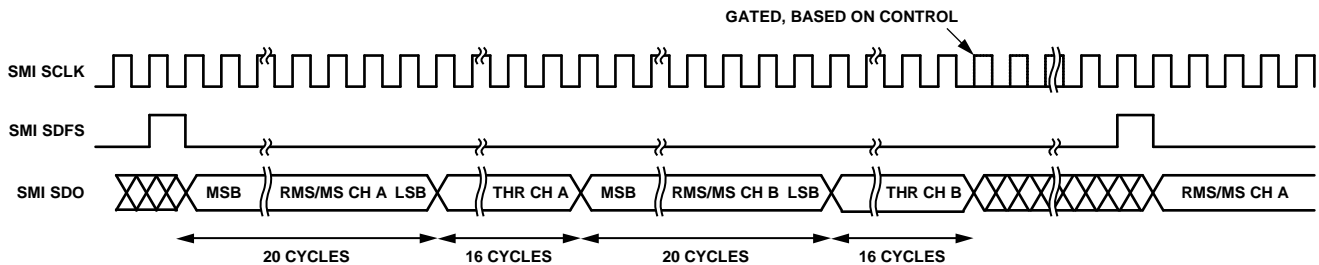 GATED, BASED ON CONTROL
SMI SCLK
SMI SDFS
SMI SDO
MSB
RMS/MS CH A LSB
THR CH A
MSB
RMS/MS CH B LSB
THR CH B
RMS/MS CH A
20 CYCLES
16 CYCLES
20 CYCLES
16 CYCLES